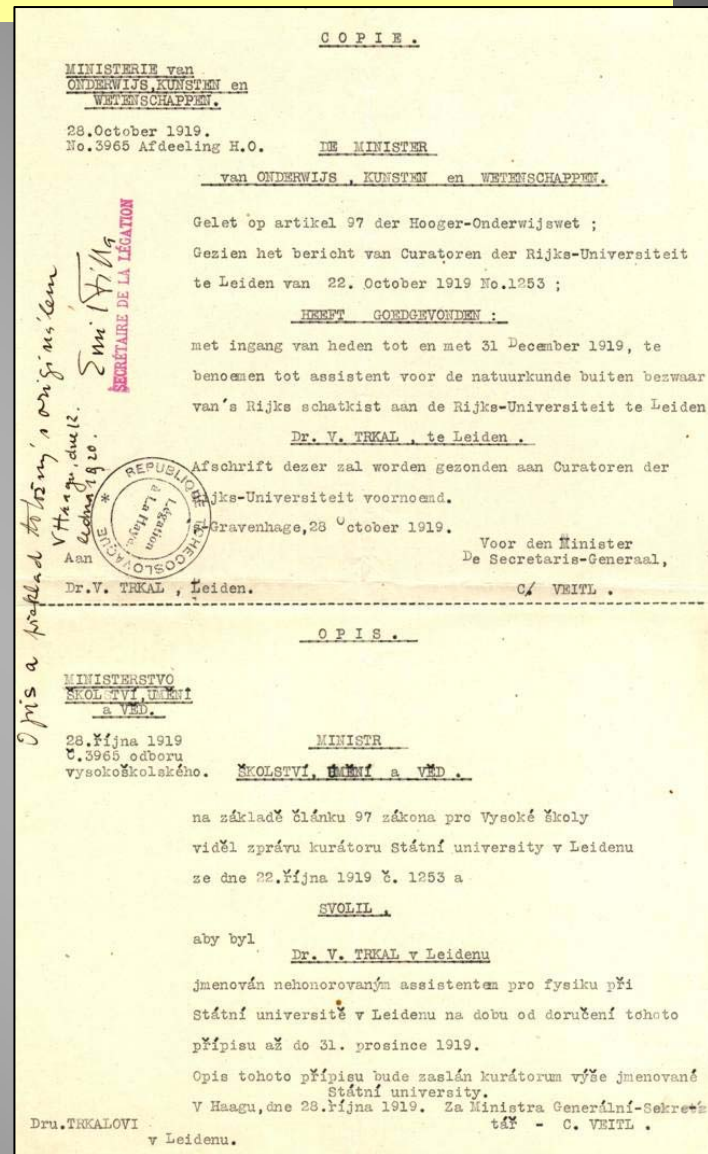 COPIE.
MINISTERIE van
ONDERWIJS,KUNSTEN en
WETENSCHAPPEN.
28.October 1919.
No.3965 Afdeeling H.O. DE MINISTER
van ONDERWIJS , KUNSTEN en WETENSCHAPPEN.
Gelet op artikel 97 der Hooger-Onderwijswet ;
Gezien het bericht van Curatoren der Rijks-Universiteit
te Leiden van 22. October 1919 No.1253 ;
HEEFT GOEDGEVONDEN :
met ingang van heden tot en met 31 December 1919, te
benoemen tot assistent voor de natuurkunde buiten bezwaar
van's Rijks schatkist aan de Rijks-Universiteit te Leiden
Dr. V. TRKAL , te Leiden .
Afschrift dezer zal worden gezonden aan Curatoren der
Rijks-Universiteit voornoemd.
Gravenhage,28 October 1919.
Voor den Minister
Aan De Secretaris-Generaal,
Dr.V. TRKAL , Leiden. C/ VEITL .
Opis a překlad totožný s originálem
V Haagu, dne 12.
ledna 1920.
Emil
SECRÉTAIRE DE LA LÉGATION
REPUBLIQUE TCHECOSLOVAQUE
Légation
à La Haye
OPIS.
MINISTERSTVO
ŠKOLSTVÍ,UMĚNÍ
a VĚD.
28.října 1919 MINISTR
č.3965 odboru
vysokoškolského. ŠKOLSTVÍ, UMĚNÍ a VĚD .
na základě článku 97 zákona pro Vysoké školy
viděl zprávu kurátoru Státní university v Leidenu
ze dne 22.října 1919 č. 1253 a
SVOLIL ,
aby byl
Dr. V. TRKAL v Leidenu
jmenován nehonorovaným assistentem pro fysiku při
Státní universitě v Leidenu na dobu od doručení tohoto
přípisu až do 31. prosince 1919.
Opis tohoto přípisu bude zaslán kurátorum výše jmenované
Státní university.
V Haagu,dne 28.října 1919. Za Ministra Generální-Sekre
Dru.TRKALOVI tář - C. VEITL .
v Leidenu.